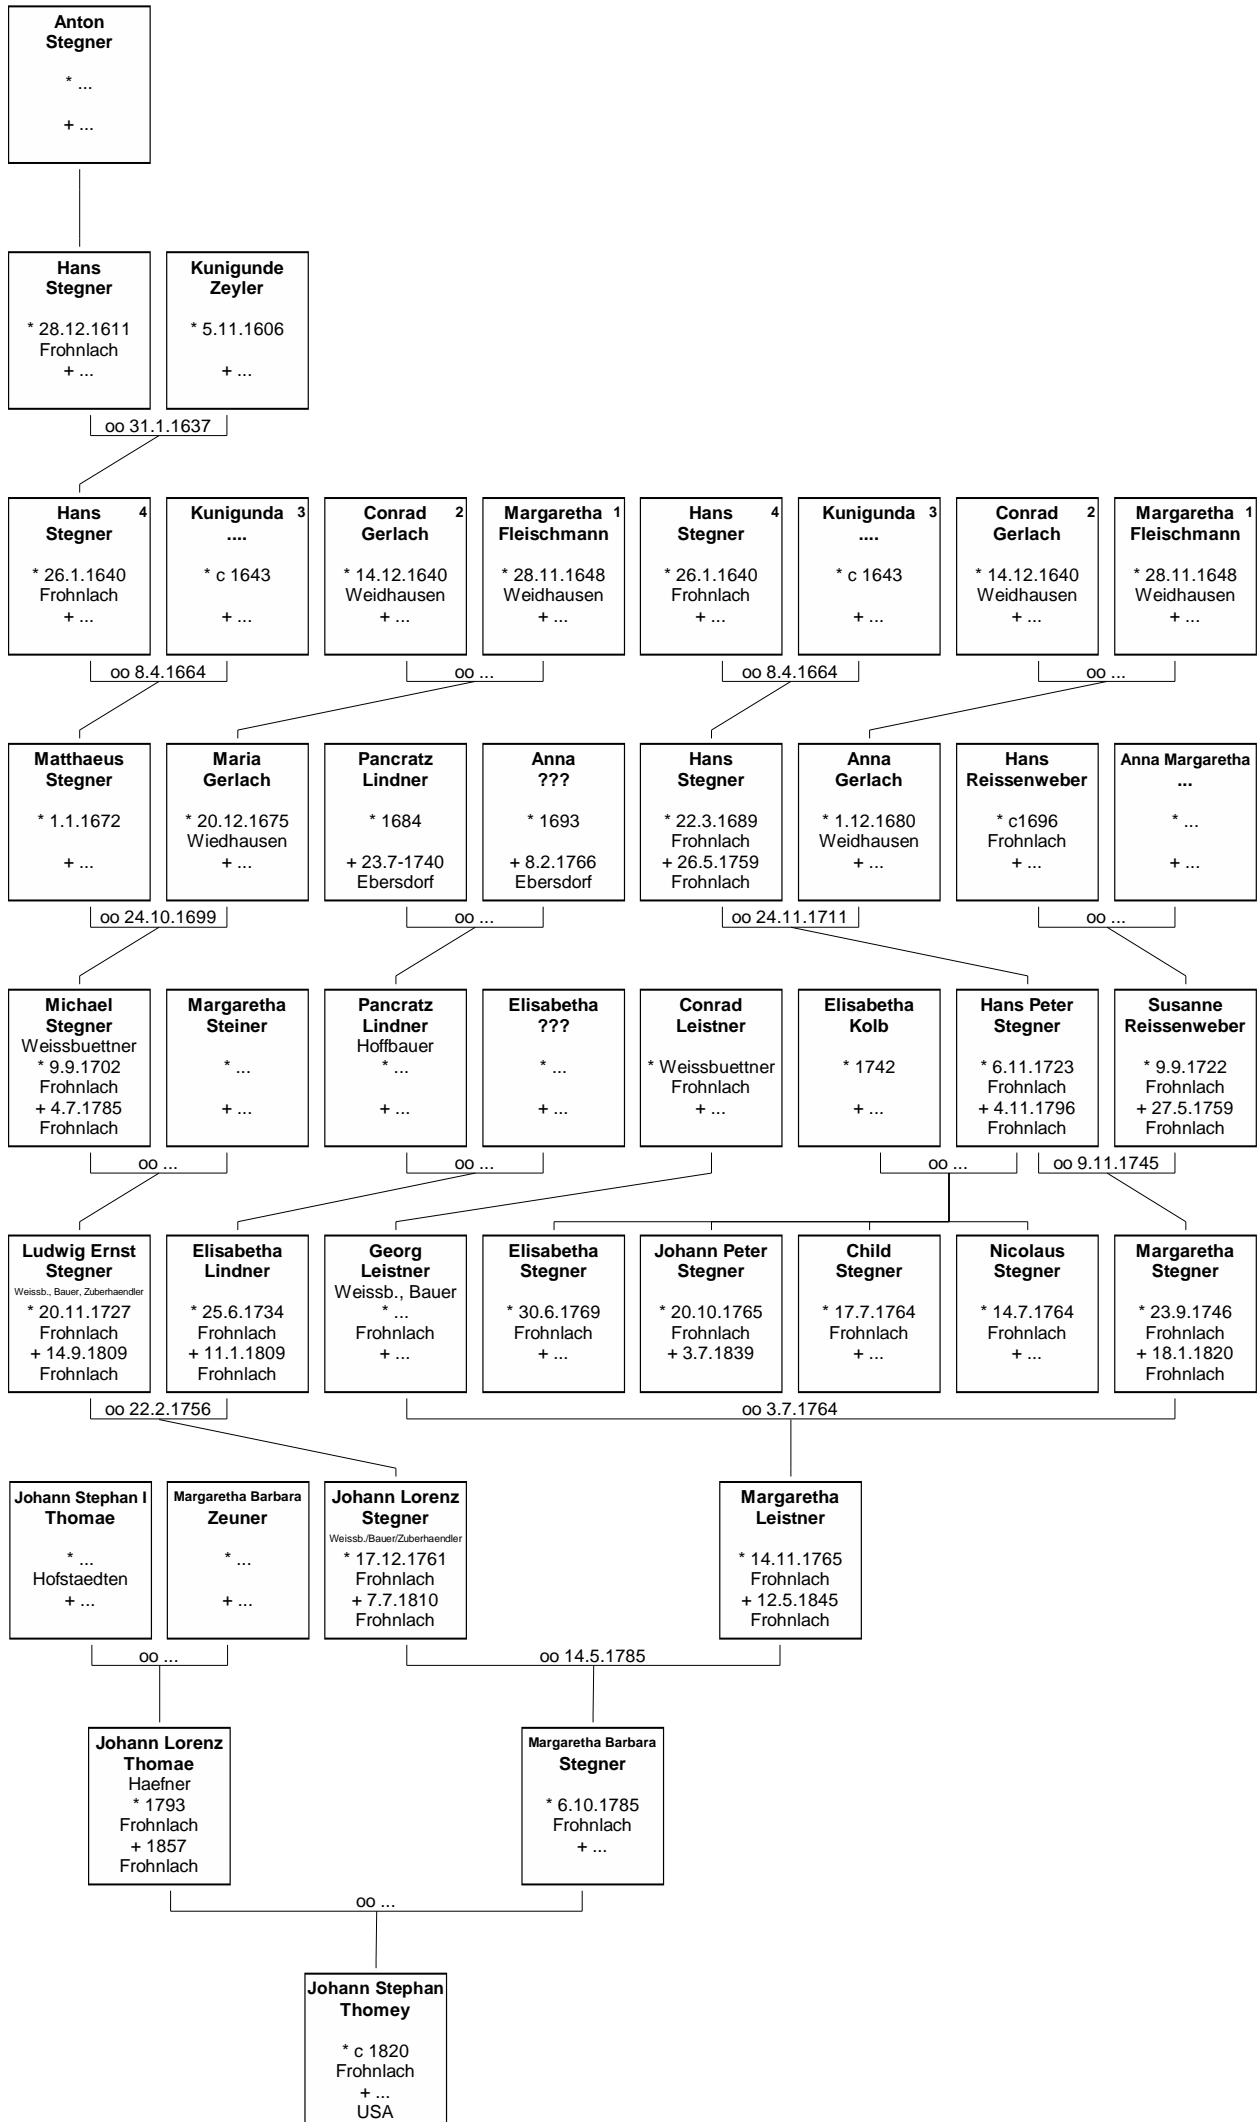 Anton
Stegner
* ...
+ ...
Hans
Stegner
* 28.12.1611
Frohnlach
+ ...
Kunigunde
Zeyler
* 5.11.1606
+ ...
oo 31.1.1637
Hans 4
Stegner
* 26.1.1640
Frohnlach
+ ...
Kunigunda 3
....
* c 1643
+ ...
Conrad 2
Gerlach
* 14.12.1640
Weidhausen
+ ...
Margaretha 1
Fleischmann
* 28.11.1648
Weidhausen
+ ...
Hans 4
Stegner
* 26.1.1640
Frohnlach
+ ...
Kunigunda 3
....
* c 1643
+ ...
Conrad 2
Gerlach
* 14.12.1640
Weidhausen
+ ...
Margaretha 1
Fleischmann
* 28.11.1648
Weidhausen
+ ...
oo 8.4.1664
oo ...
oo 8.4.1664
oo ...
Matthaeus
Stegner
* 1.1.1672
+ ...
Maria
Gerlach
* 20.12.1675
Wiedhausen
+ ...
Pancratz
Lindner
* 1684
+ 23.7-1740
Ebersdorf
Anna
???
* 1693
+ 8.2.1766
Ebersdorf
Hans
Stegner
* 22.3.1689
Frohnlach
+ 26.5.1759
Frohnlach
Anna
Gerlach
* 1.12.1680
Weidhausen
+ ...
Hans
Reissenweber
* c1696
Frohnlach
+ ...
Anna Margaretha
...
* ...
+ ...
oo 24.10.1699
oo ...
oo 24.11.1711
oo ...
Michael
Stegner
Weissbuettner
* 9.9.1702
Frohnlach
+ 4.7.1785
Frohnlach
Margaretha
Steiner
* ...
+ ...
Pancratz
Lindner
Hoffbauer
* ...
+ ...
Elisabetha
???
* ...
+ ...
Conrad
Leistner
* Weissbuettner
Frohnlach
+ ...
Elisabetha
Kolb
* 1742
+ ...
Hans Peter
Stegner
* 6.11.1723
Frohnlach
+ 4.11.1796
Frohnlach
Susanne
Reissenweber
* 9.9.1722
Frohnlach
+ 27.5.1759
Frohnlach
oo ...
oo ...
oo ...
oo 9.11.1745
Ludwig Ernst
Stegner
Weissb., Bauer, Zuberhaendler
* 20.11.1727
Frohnlach
+ 14.9.1809
Frohnlach
Elisabetha
Lindner
* 25.6.1734
Frohnlach
+ 11.1.1809
Frohnlach
Georg
Leistner
Weissb., Bauer
* ...
Frohnlach
+ ...
Elisabetha
Stegner
* 30.6.1769
Frohnlach
+ ...
Johann Peter
Stegner
* 20.10.1765
Frohnlach
+ 3.7.1839
Child
Stegner
* 17.7.1764
Frohnlach
+ ...
Nicolaus
Stegner
* 14.7.1764
Frohnlach
+ ...
Margaretha
Stegner
* 23.9.1746
Frohnlach
+ 18.1.1820
Frohnlach
oo 22.2.1756
oo 3.7.1764
Johann Stephan I
Thomae
* ...
Hofstaedten
+ ...
Margaretha Barbara
Zeuner
* ...
+ ...
Johann Lorenz
Stegner
Weissb./Bauer/Zuberhaendler
* 17.12.1761
Frohnlach
+ 7.7.1810
Frohnlach
Margaretha
Leistner
* 14.11.1765
Frohnlach
+ 12.5.1845
Frohnlach
oo ...
oo 14.5.1785
Johann Lorenz
Thomae
Haefner
* 1793
Frohnlach
+ 1857
Frohnlach
Margaretha Barbara
Stegner
* 6.10.1785
Frohnlach
+ ...
oo ...
Johann Stephan
Thomey
* c 1820
Frohnlach
+ ...
USA